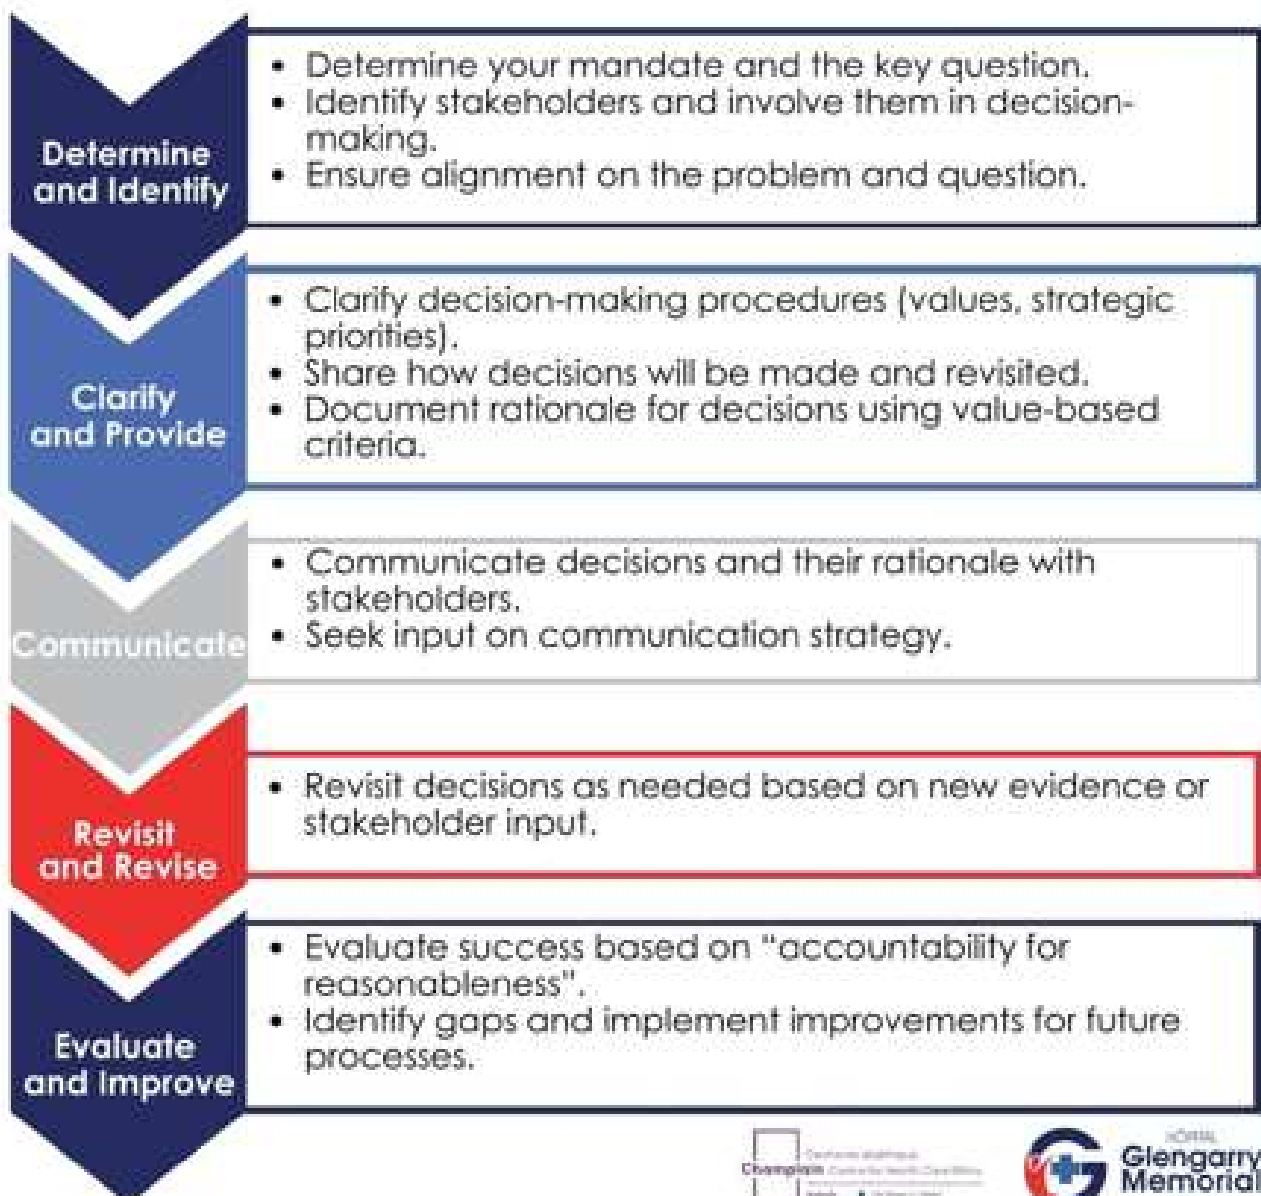 Determine
and Identify
• Determine your mandate and the key question.
• Identify stakeholders and involve them in decision-
making.
• Ensure alignment on the problem and question.
Clarify
and Provide
• Clarify decision-making procedures (values, strategic
priorities).
• Share how decisions will be made and revisited.
• Document rationale for decisions using value-based
criteria.
Communicate
• Communicate decisions and their rationale with
stakeholders.
• Seek input on communication strategy.
Revisit
and Revise
• Revisit decisions as needed based on new evidence or
stakeholder input.
Evaluate
and Improve
• Evaluate success based on “accountability for
reasonableness”.
• Identify gaps and implement improvements for future
processes.
Champlain
HÔPITAL
Glengarry
Memorial